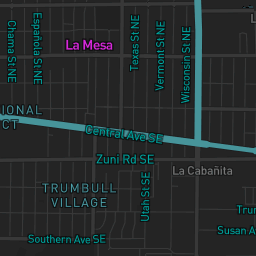 Chama St NE
Española St NE
La Mesa
Texas St NE
Vermont St NE
Wisconsin St NE
L
IONAL
CT
Central Ave SE
Zuni Rd SE
La Cabañita
TRUMBULL
VILLAGE
Utah St SE
Trum
Susan A
Southern Ave SE